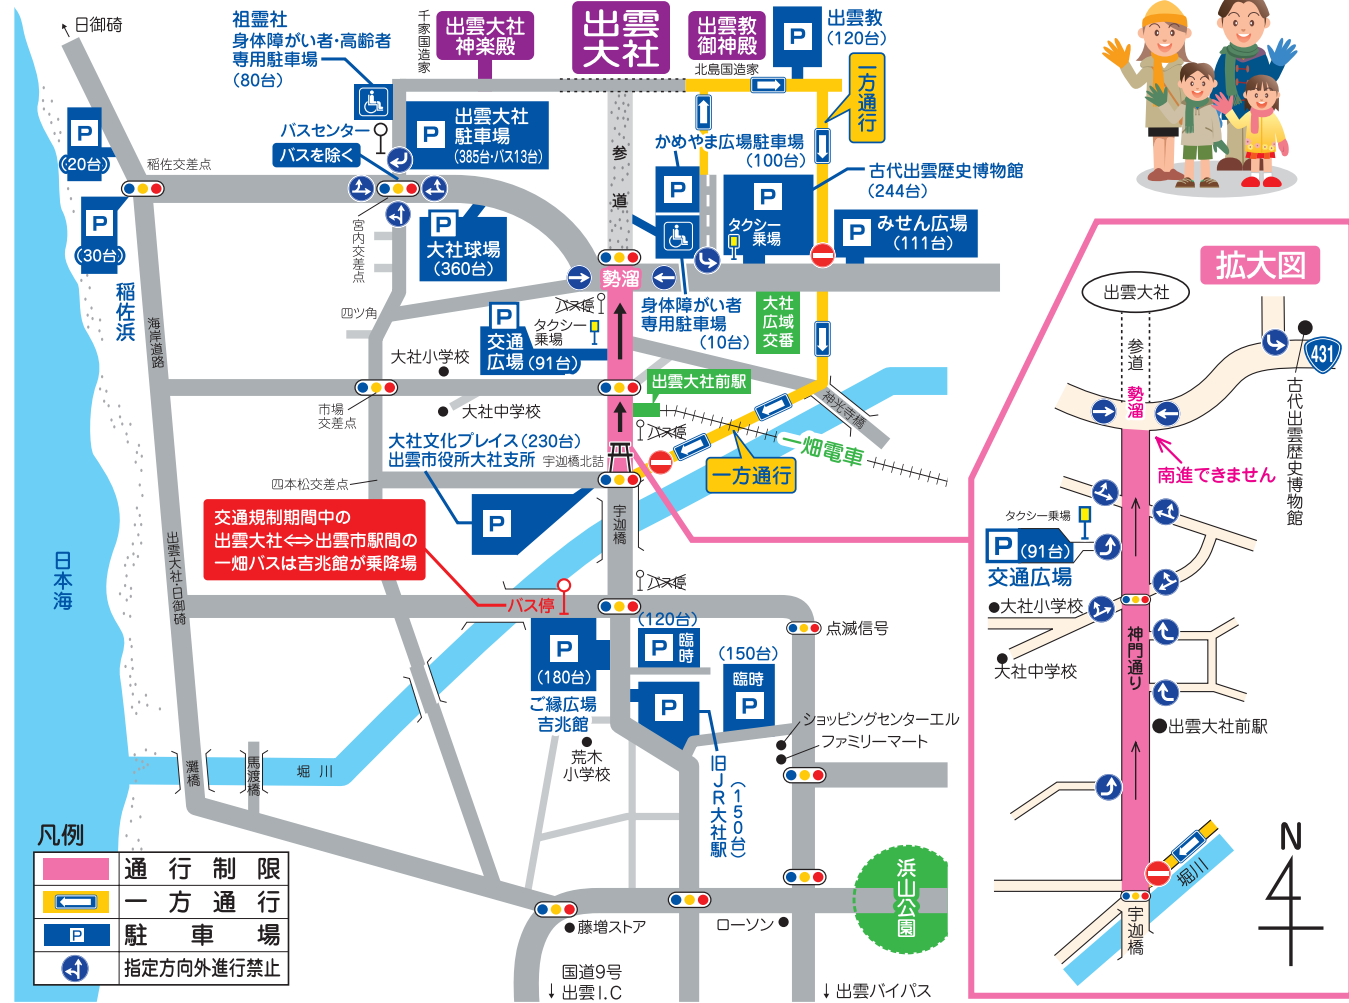 日御碕
祖霊社
身体障がい者・高齢者
専用駐車場
(80台)
千家国造家
出雲大社
神楽殿
出雲
大社
出雲教
御神殿
北島国造家
P
出雲教
(120台)
一方通行
P
(20台)
稲佐交差点
バスセンター
バスを除く
P
出雲大社
駐車場
(385台・バス13台)
参道
かめやま広場駐車場
(100台)
P
古代出雲歴史博物館
(244台)
P
タクシー
乗場
P
みせん広場
(111台)
P
(30台)
稲佐浜
宮内交差点
P
大社球場
(360台)
勢溜
バス停
身体障がい者
専用駐車場
(10台)
大社
広域
交番
海岸道路
四ツ角
P
交通
広場(91台)
タクシー
乗場
大社小学校
出雲大社前駅
市場
交差点
大社中学校
バス停
神光寺橋
一畑電車
一方通行
大社文化プレイス(230台)
出雲市役所大社支所
宇迦橋北詰
四本松交差点
P
宇迦橋
交通規制期間中の
出雲大社⇔出雲市駅間の
一畑バスは吉兆館が乗降場
出雲大社・日御碕
日本海
バス停
バス停
P
(180台)
ご縁広場
吉兆館
(120台)
P
臨時
(150台)
臨時
P
P
点滅信号
荒木
小学校
旧JR大社駅
(150台)
ショッピングセンターエル
ファミリーマート
灘橋
馬渡橋
堀川
浜山公園
藤増ストア
ローソン
国道9号
↓出雲I.C
↓出雲バイパス
凡例
通行制限
一方通行
P
駐車場
指定方向外進行禁止
拡大図
出雲大社
参道
勢溜
431
古代出雲歴史博物館
南進できません
タクシー乗場
P
(91台)
交通広場
大社小学校
大社中学校
神門通り
出雲大社前駅
堀川
宇迦橋
N